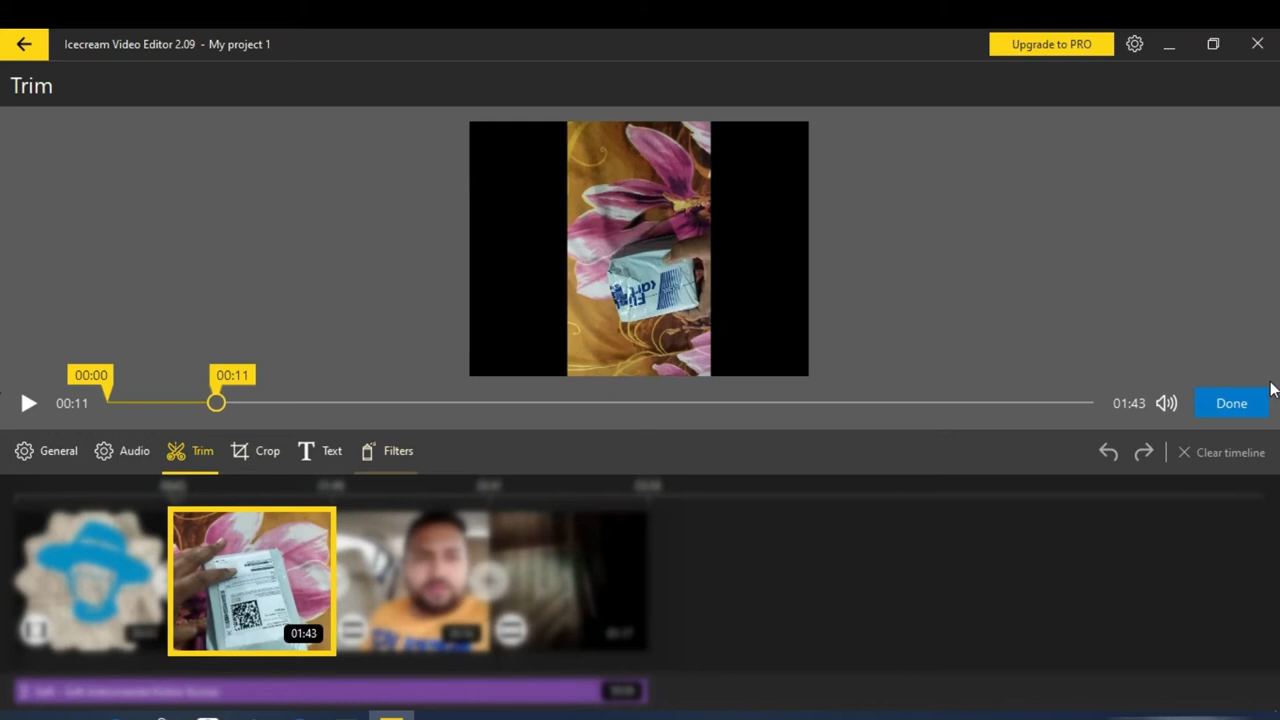 Icecream Video Editor 2.09 - My project 1
Upgrade to PRO
Trim
00:00
00:11
00:11
01:43
Done
General
Audio
Trim
Crop
Text
Filters
Clear timeline
01:43